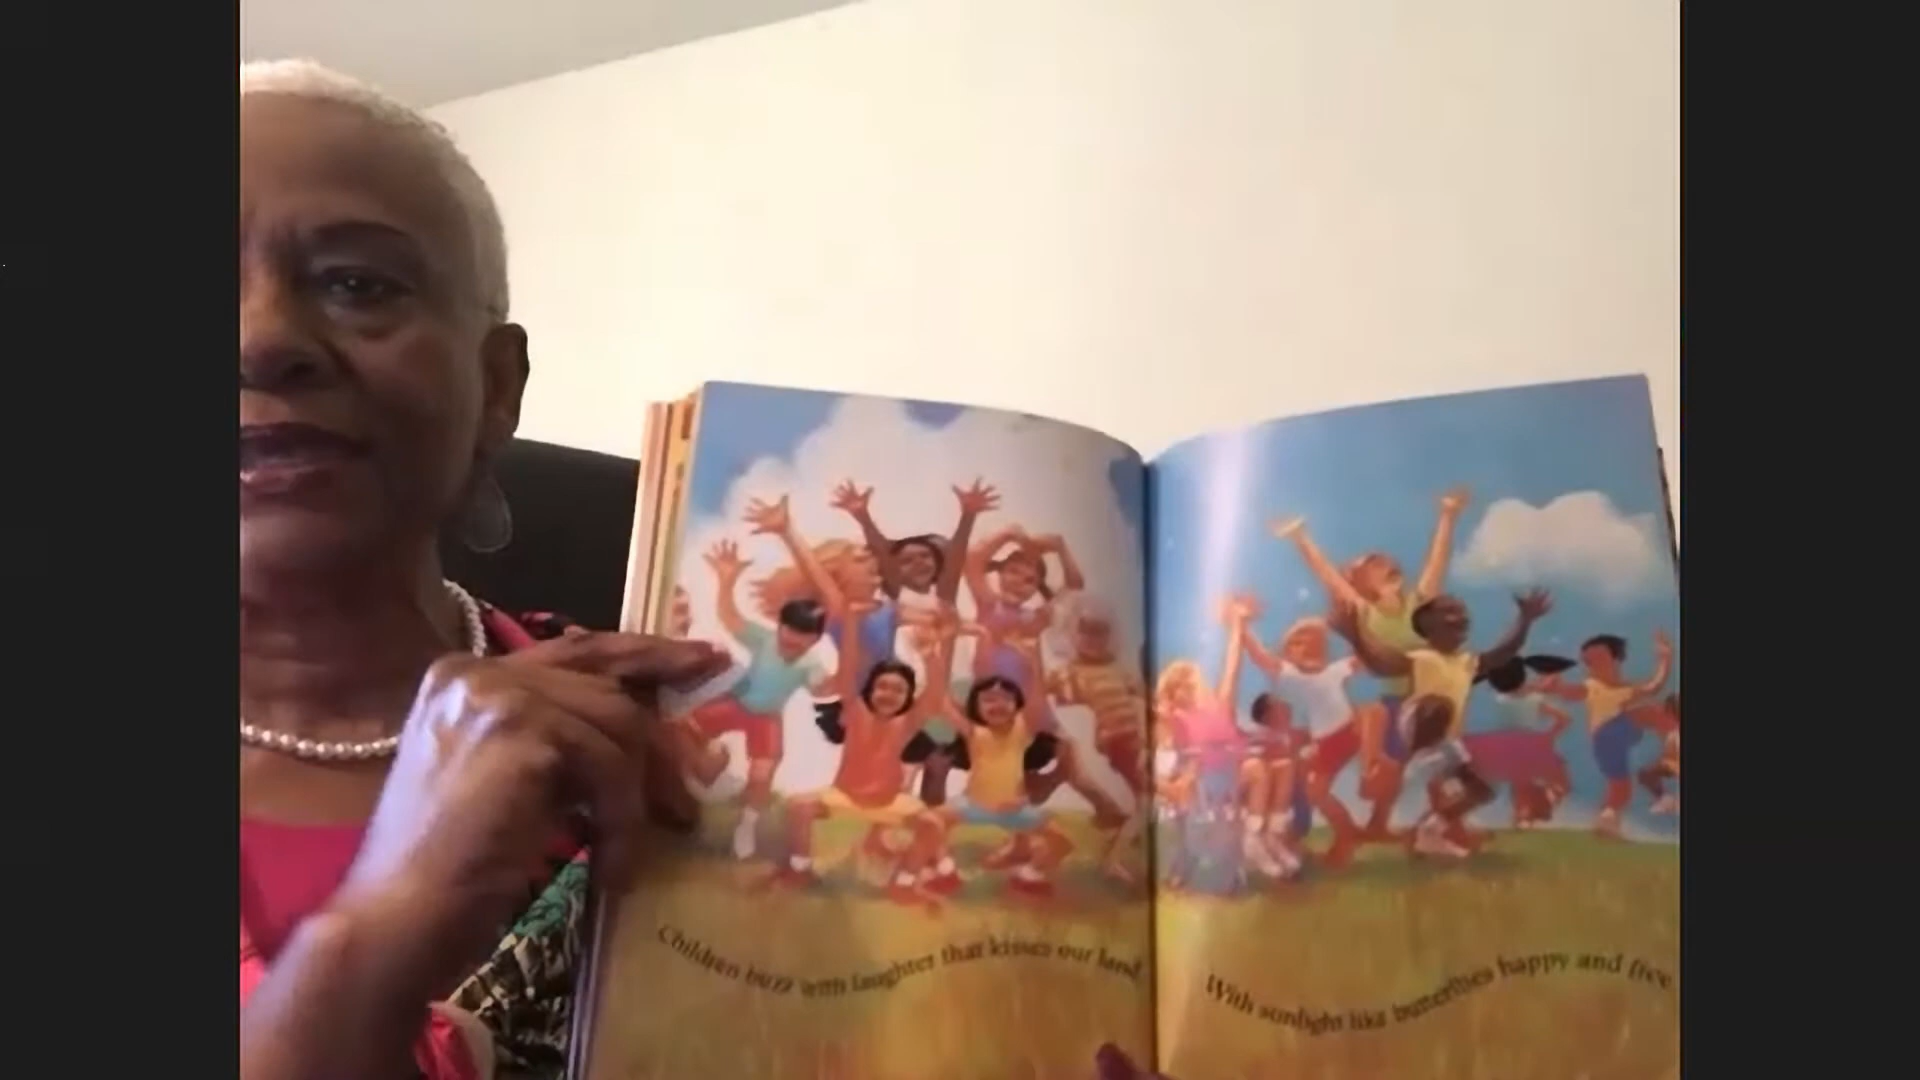 Children buzz with laughter that kisses our land
With sunlight like butterflies happy and free